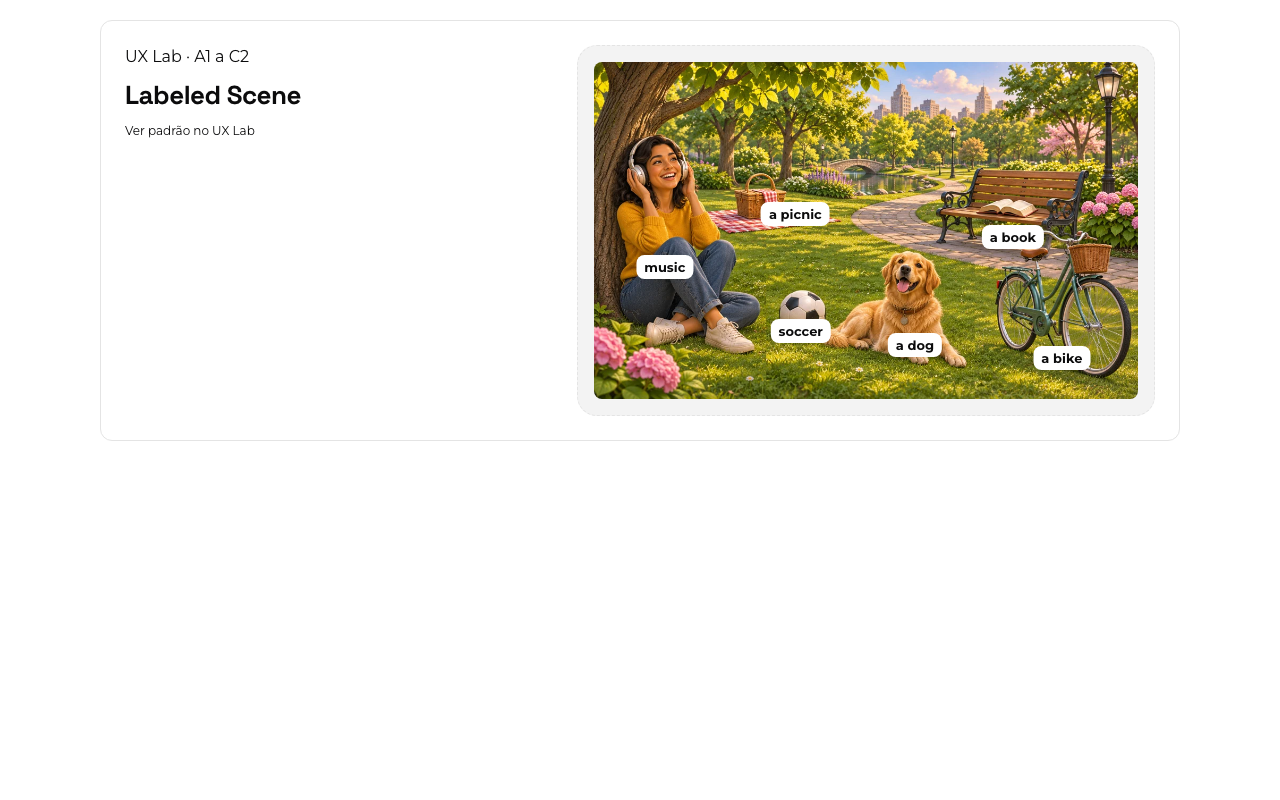 UX Lab · A1 a C2
Labeled Scene
Ver padrão no UX Lab
a picnic
a book
music
soccer
a dog
a bike